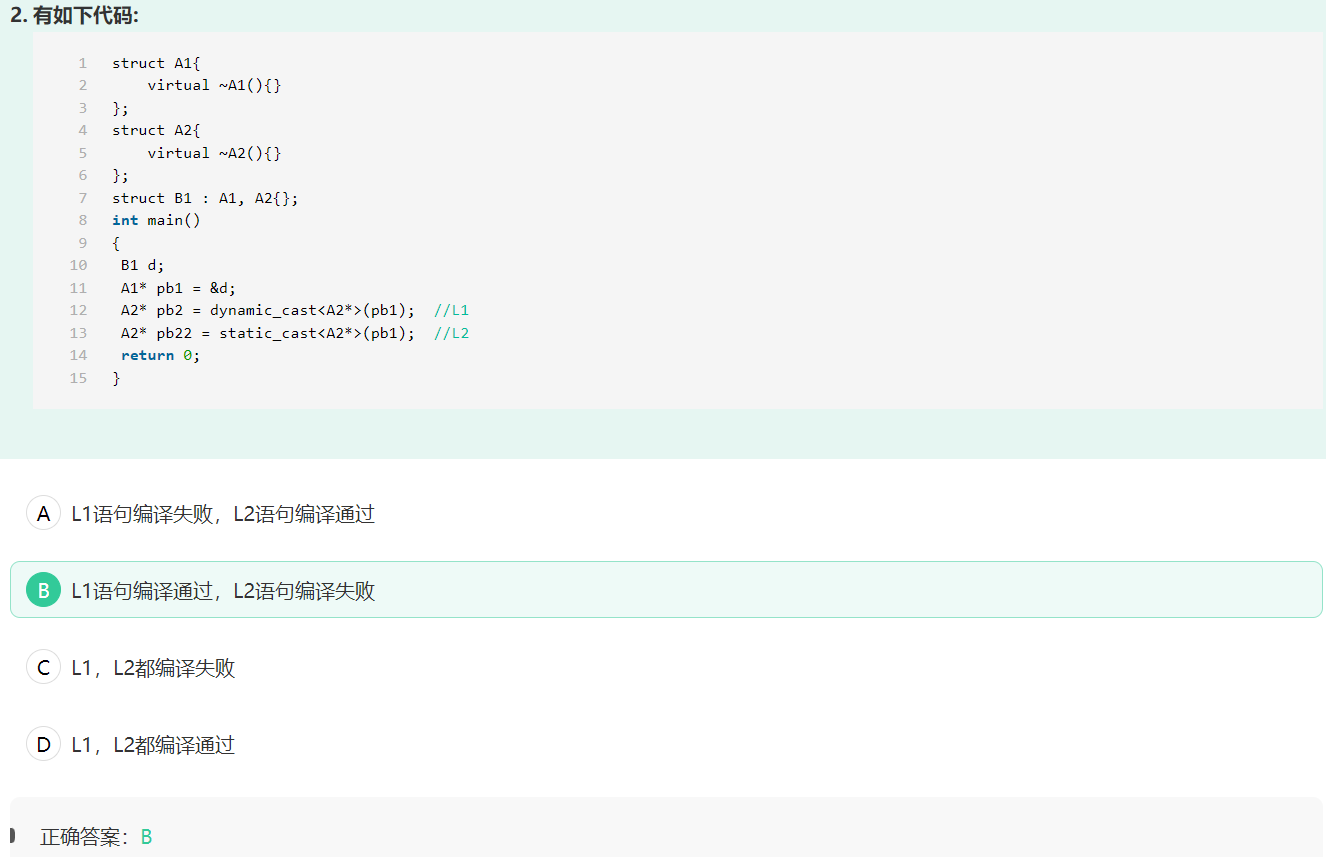 2. 有如下代码:
1 struct A1{
2     virtual ~A1(){}
3 };
4 struct A2{
5     virtual ~A2(){}
6 };
7 struct B1 : A1, A2{};
8 int main()
9 {
10  B1 d;
11  A1* pb1 = &d;
12  A2* pb2 = dynamic_cast<A2*>(pb1);  //L1
13  A2* pb22 = static_cast<A2*>(pb1);  //L2
14  return 0;
15 }
A L1语句编译失败，L2语句编译通过
B L1语句编译通过，L2语句编译失败
C L1，L2都编译失败
D L1，L2都编译通过
正确答案：B